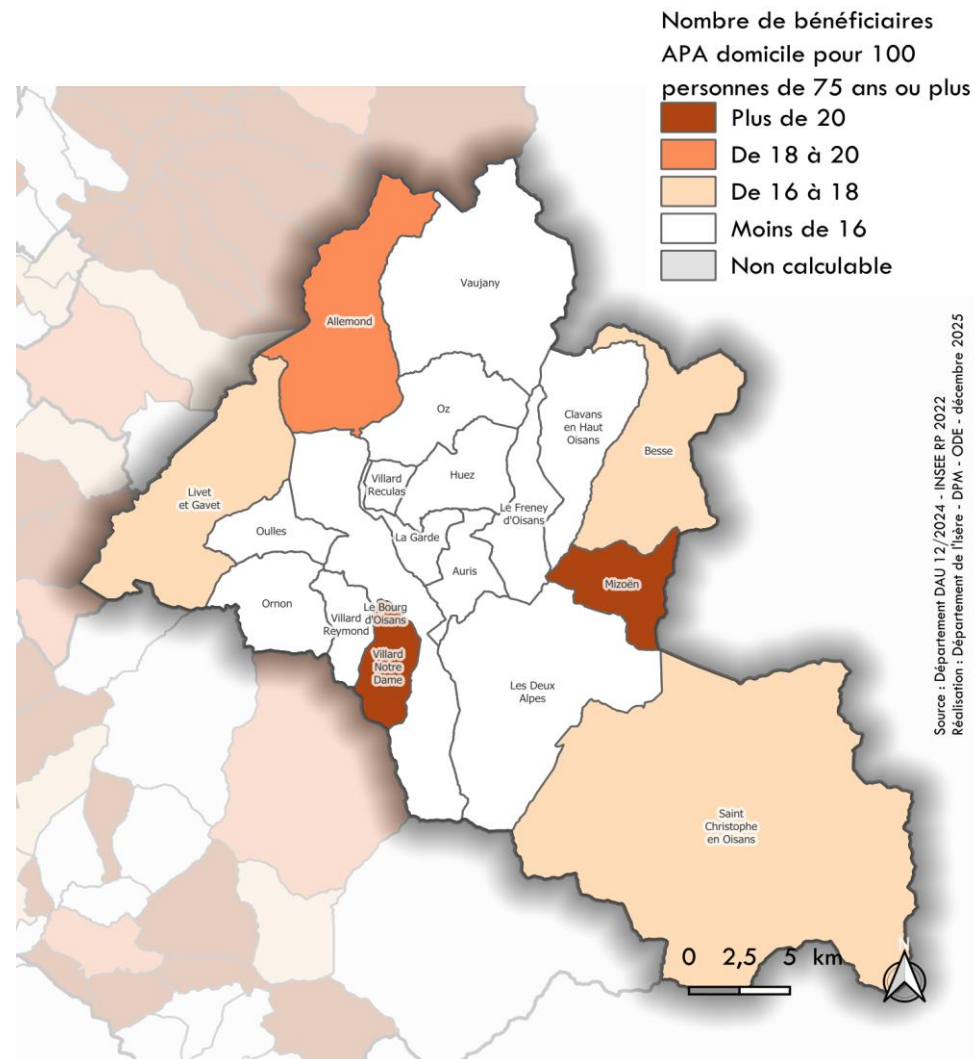 Nombre de bénéficiaires
APA domicile pour 100
personnes de 75 ans ou plus
Plus de 20
De 18 à 20
De 16 à 18
Moins de 16
Non calculable
Vaujany
Allemond
Oz
Clavans
en Haut
Oisans
Besse
Huez
Villard
Reculas
Livet
et Gavet
Le Freney
d'Oisans
Oulles
La Garde
Auris
Mizoën
Ornon
Le Bourg
d'Oisans
Villard
Reymond
Villard
Notre
Dame
Les Deux
Alpes
Saint
Christophe
en Oisans
0 2,5 5 km
N
Source : Département DAU 12/2024 - INSEE RP 2022
Réalisation : Département de l'Isère - DPM - ODE - décembre 2025